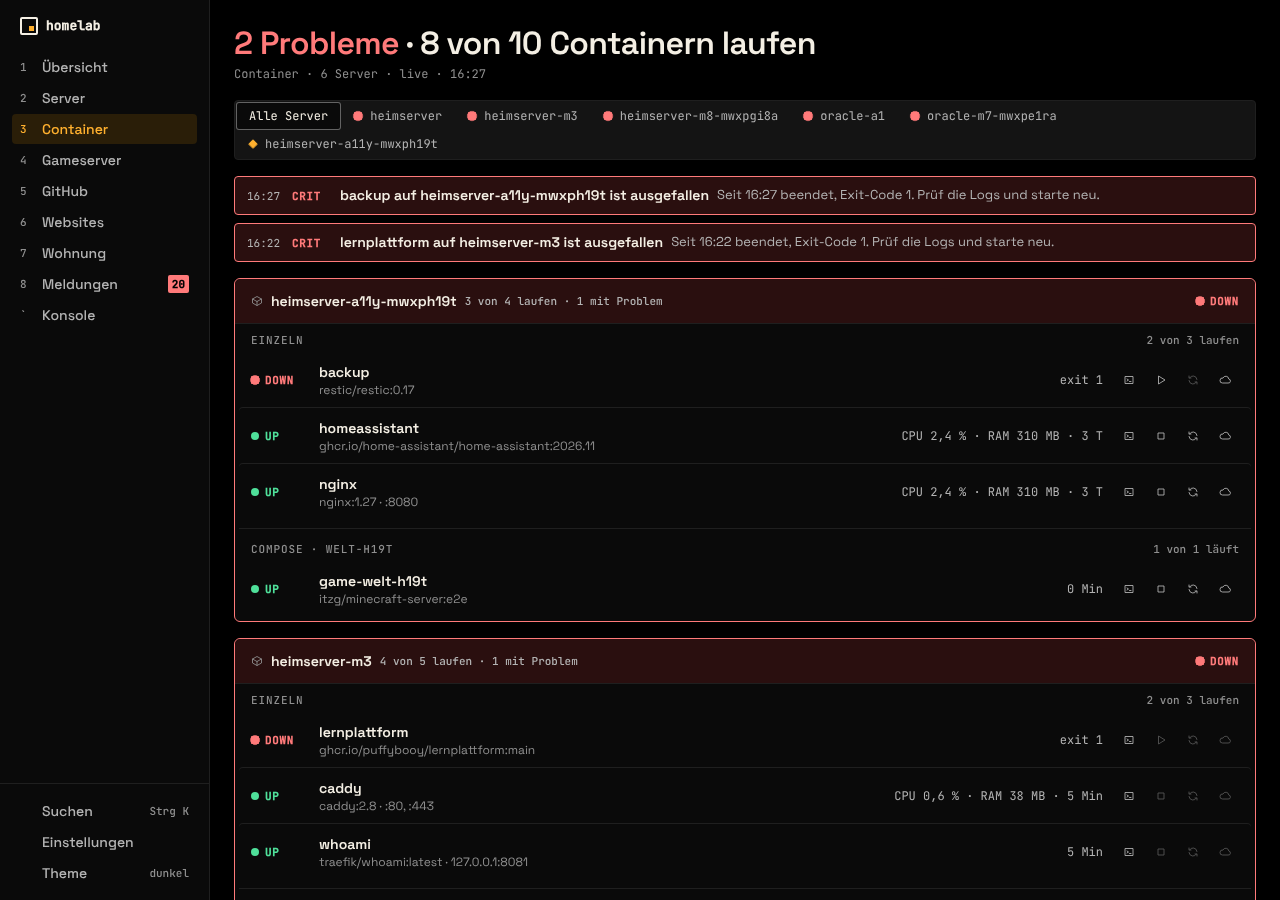 homelab
1 Übersicht
2 Server
3 Container
4 Gameserver
5 GitHub
6 Websites
7 Wohnung
8 Meldungen 20
` Konsole
Suchen Strg K
Einstellungen
Theme dunkel
2 Probleme · 8 von 10 Containern laufen
Container · 6 Server · live · 16:27
Alle Server heimserver heimserver-m3 heimserver-m8-mwxpgi8a oracle-a1 oracle-m7-mwxpe1ra
heimserver-a11y-mwxph19t
16:27 CRIT backup auf heimserver-a11y-mwxph19t ist ausgefallen Seit 16:27 beendet, Exit-Code 1. Prüf die Logs und starte neu.
16:22 CRIT lernplattform auf heimserver-m3 ist ausgefallen Seit 16:22 beendet, Exit-Code 1. Prüf die Logs und starte neu.
heimserver-a11y-mwxph19t 3 von 4 laufen · 1 mit Problem DOWN
EINZELN 2 von 3 laufen
DOWN backup exit 1
restic/restic:0.17
UP homeassistant CPU 2,4 % · RAM 310 MB · 3 T
ghcr.io/home-assistant/home-assistant:2026.11
UP nginx CPU 2,4 % · RAM 310 MB · 3 T
nginx:1.27 · :8080
COMPOSE · WELT-H19T 1 von 1 läuft
UP game-welt-h19t 0 Min
itzg/minecraft-server:e2e
heimserver-m3 4 von 5 laufen · 1 mit Problem DOWN
EINZELN 2 von 3 laufen
DOWN lernplattform exit 1
ghcr.io/puffybooy/lernplattform:main
UP caddy CPU 0,6 % · RAM 38 MB · 5 Min
caddy:2.8 · :80, :443
UP whoami 5 Min
traefik/whoami:latest · 127.0.0.1:8081